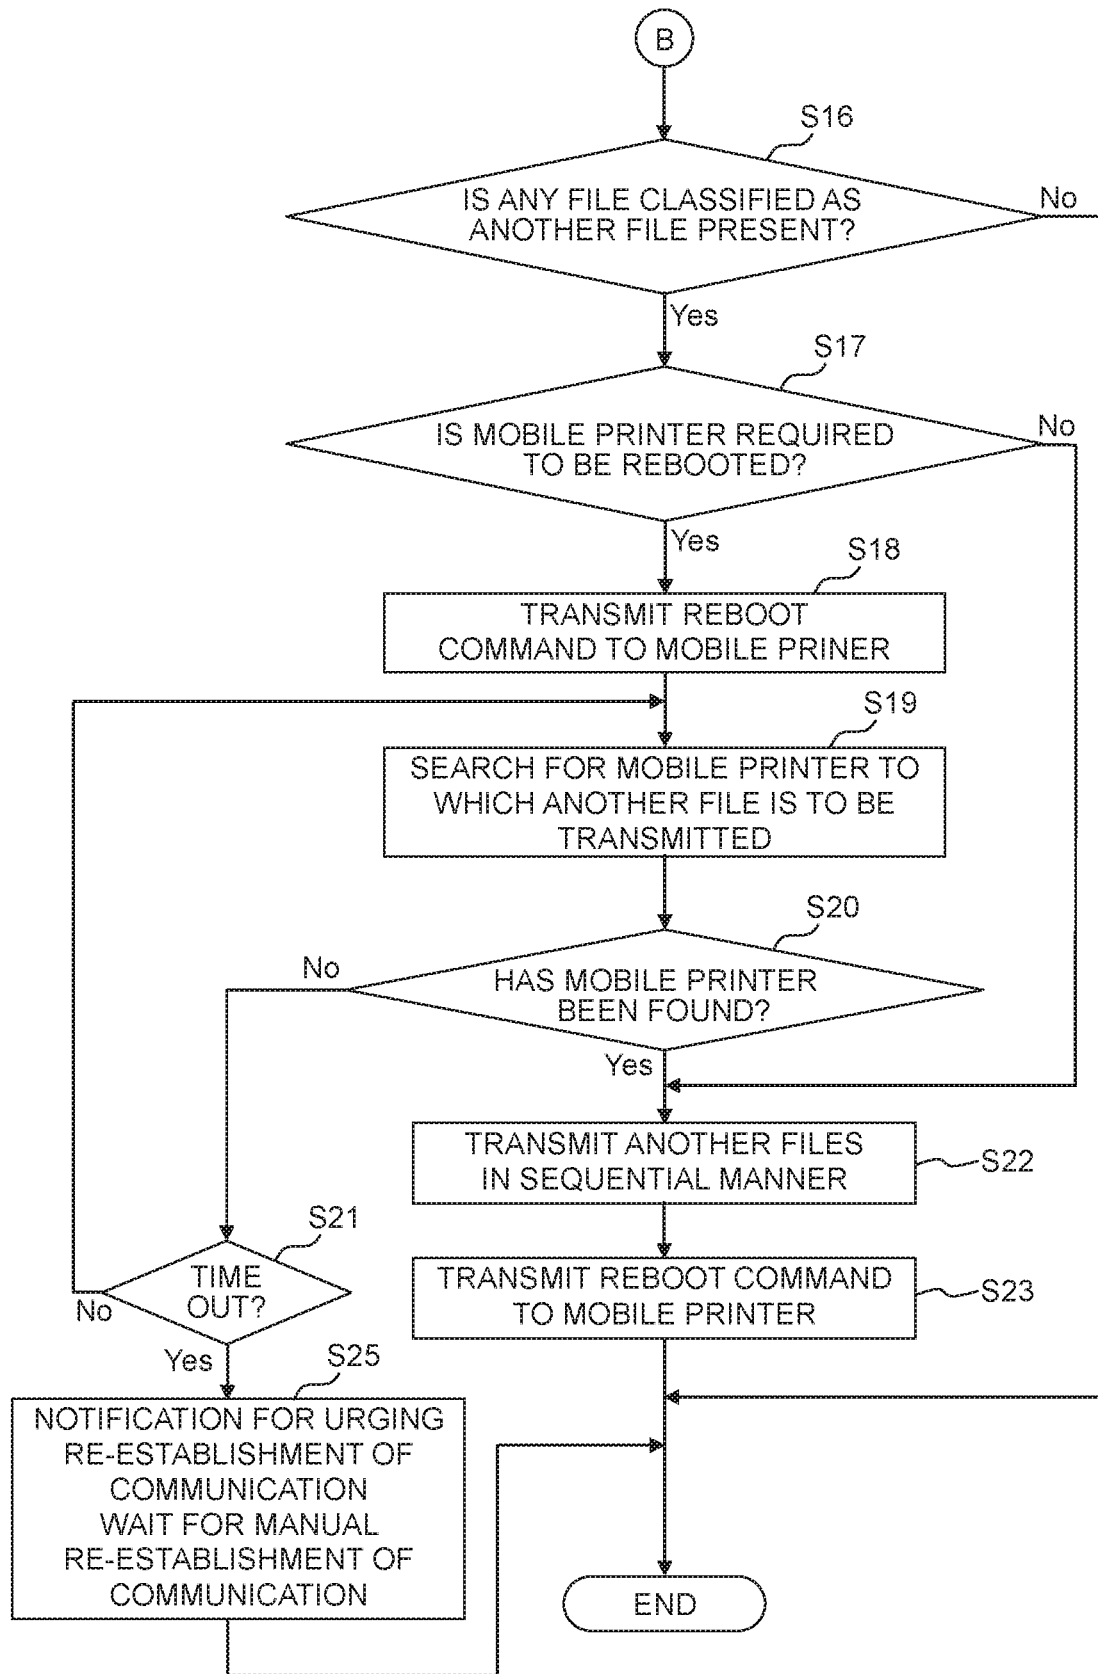 B
S16
IS ANY FILE CLASSIFIED AS
ANOTHER FILE PRESENT?
No
Yes
S17
IS MOBILE PRINTER REQUIRED
TO BE REBOOTED?
No
Yes
S18
TRANSMIT REBOOT
COMMAND TO MOBILE PRINER
S19
SEARCH FOR MOBILE PRINTER TO
WHICH ANOTHER FILE IS TO BE
TRANSMITTED
S20
No
HAS MOBILE PRINTER
BEEN FOUND?
Yes
TRANSMIT ANOTHER FILES
IN SEQUENTIAL MANNER
S22
S21
TIME
OUT?
No
Yes
TRANSMIT REBOOT COMMAND
TO MOBILE PRINTER
S23
S25
NOTIFICATION FOR URGING
RE-ESTABLISHMENT OF
COMMUNICATION
WAIT FOR MANUAL
RE-ESTABLISHMENT OF
COMMUNICATION
END